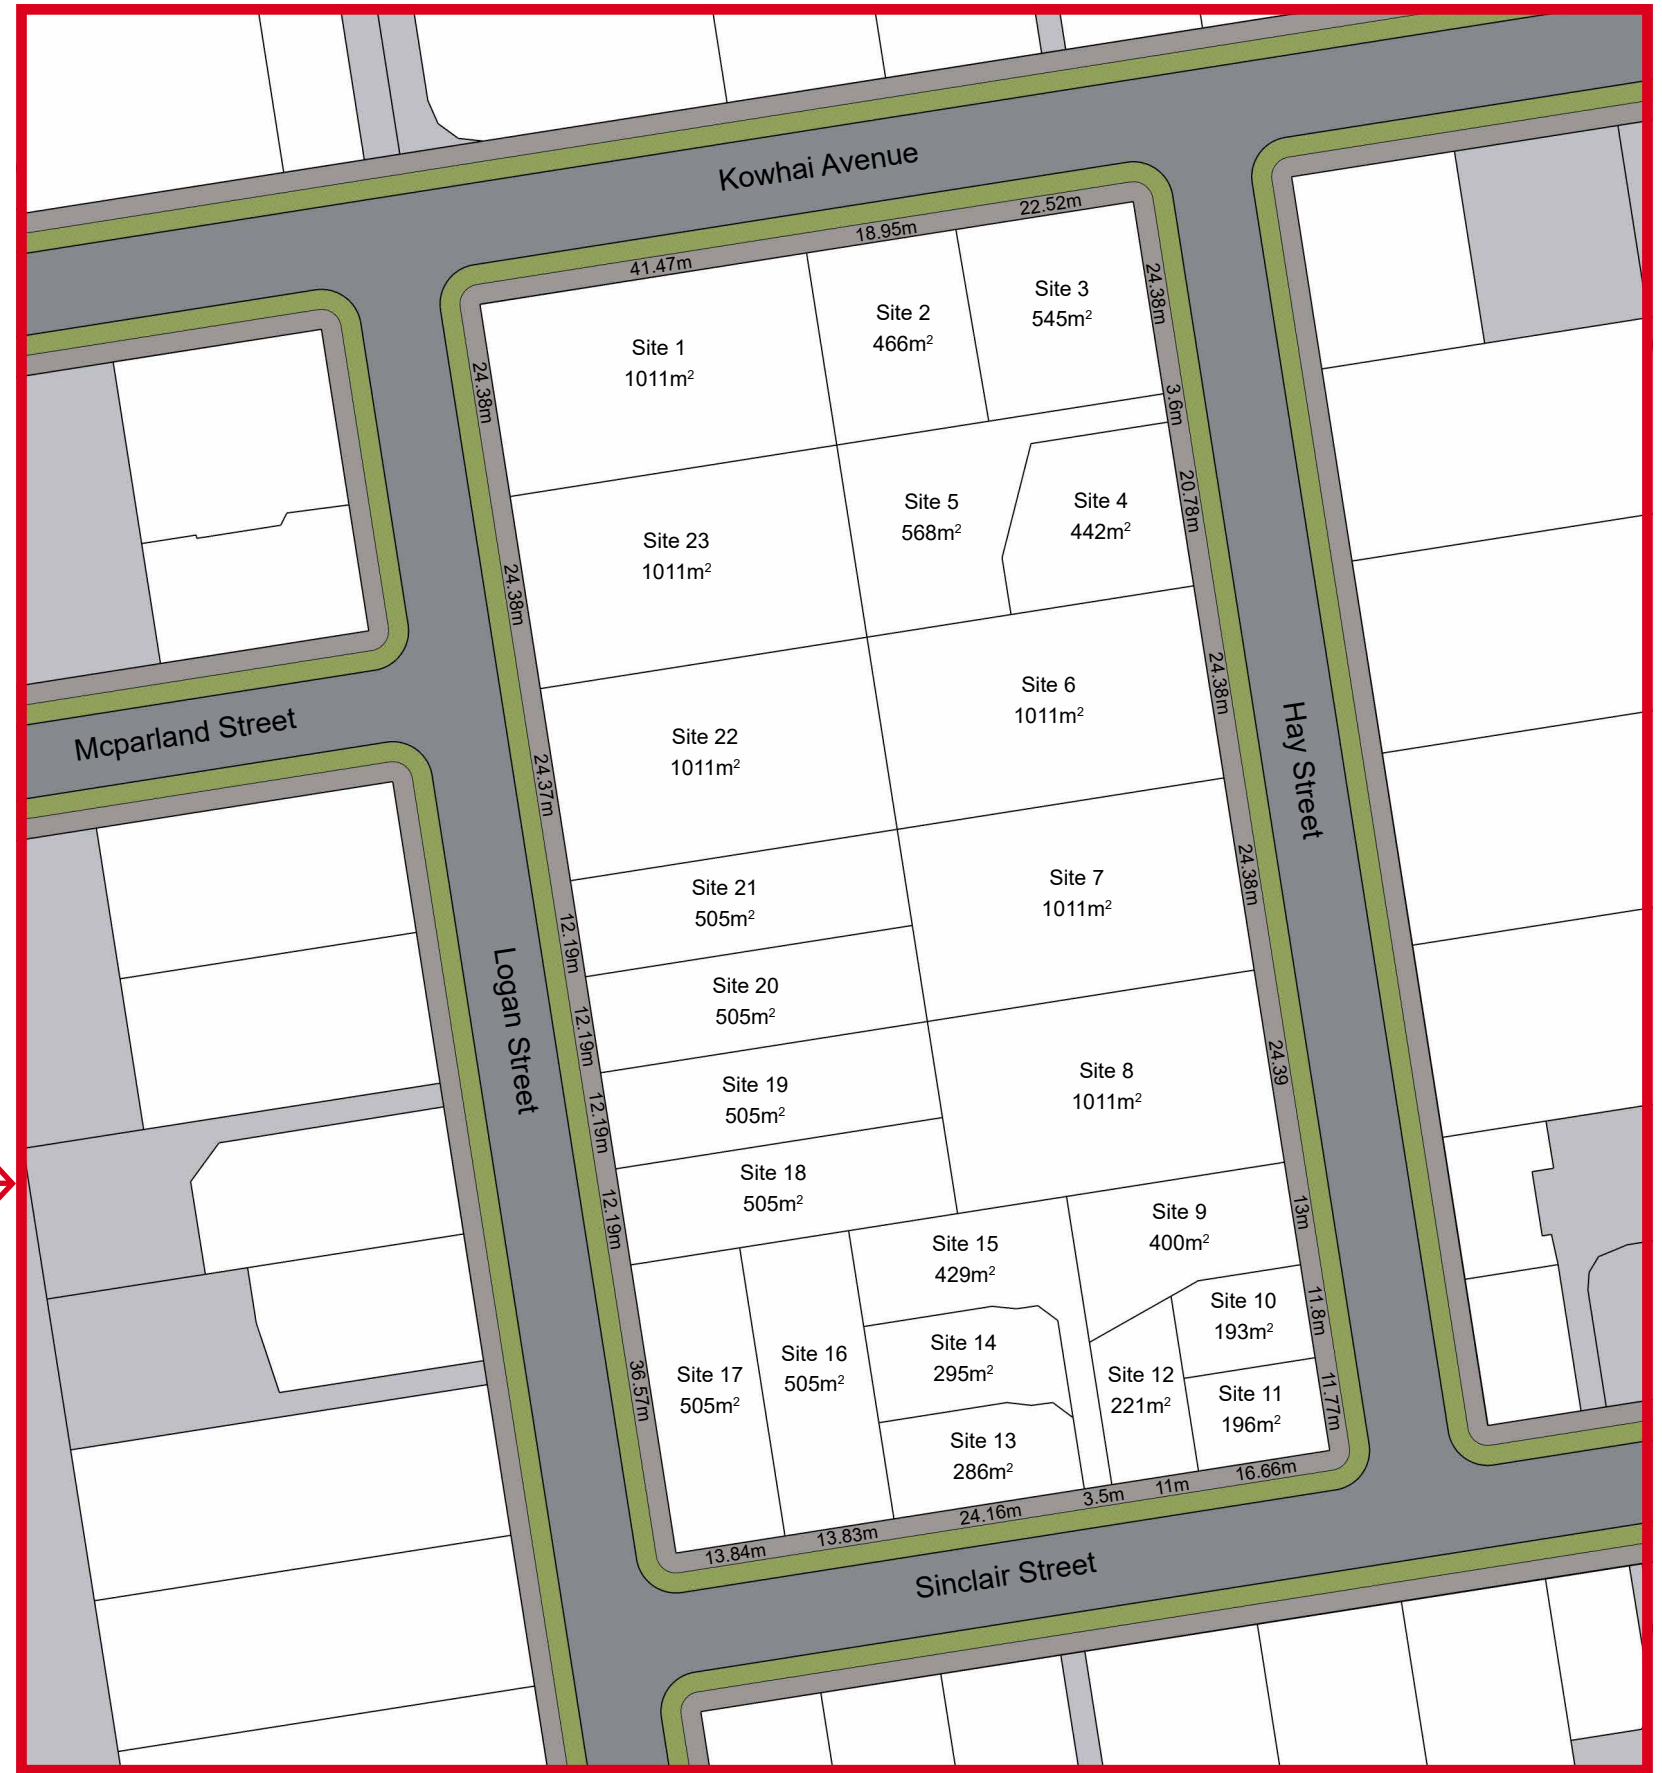 Kowhai Avenue
22.52m
18.95m
41.47m
24.38m
Site 3
545m²
Site 2
466m²
Site 1
1011m²
24.38m
3.6m
Site 5
568m²
Site 4
442m²
20.78m
Site 23
1011m²
24.38m
Site 6
1011m²
24.38m
Mcparland Street
Site 22
1011m²
24.37m
Hay Street
Site 7
1011m²
24.38m
Site 21
505m²
12.19m
Logan Street
Site 20
505m²
12.19m
Site 8
1011m²
24.39
Site 19
505m²
12.19m
Site 18
505m²
12.19m
Site 9
400m²
13m
Site 15
429m²
Site 10
193m²
11.8m
Site 14
295m²
Site 16
505m²
Site 17
505m²
36.57m
Site 12
221m²
Site 11
196m²
11.77m
Site 13
286m²
16.66m
11m
3.5m
24.16m
13.83m
13.84m
Sinclair Street